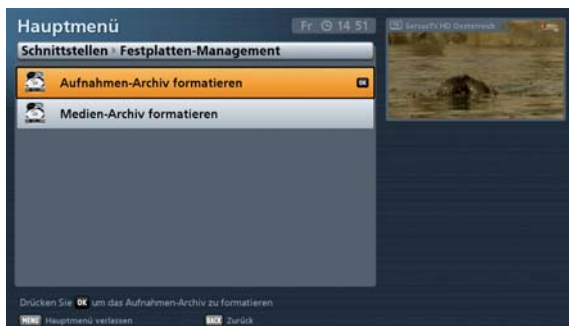 Hauptmenü
Fr 14 51
ServusTV HD Oesterreich
Schnittstellen Festplatten-Management
Aufnahmen-Archiv formatieren OK
Medien-Archiv formatieren
Drücken Sie OK um das Aufnahmen-Archiv zu formatieren
MENU Hauptmenü verlassen BACK Zurück